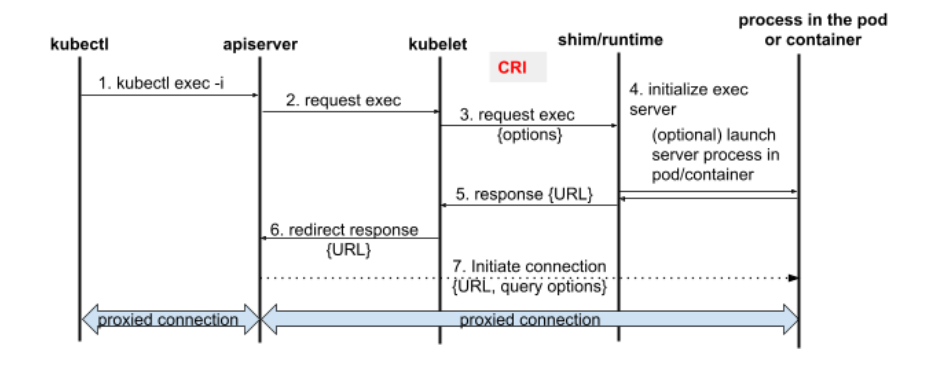 process in the pod
or container
kubectl
apiserver
kubelet
shim/runtime
CRI
1. kubectl exec -i
2. request exec
3. request exec
{options}
4. initialize exec
server
(optional) launch
server process in
pod/container
5. response {URL}
6. redirect response
{URL}
7. Initiate connection
{URL, query options}
proxied connection
proxied connection